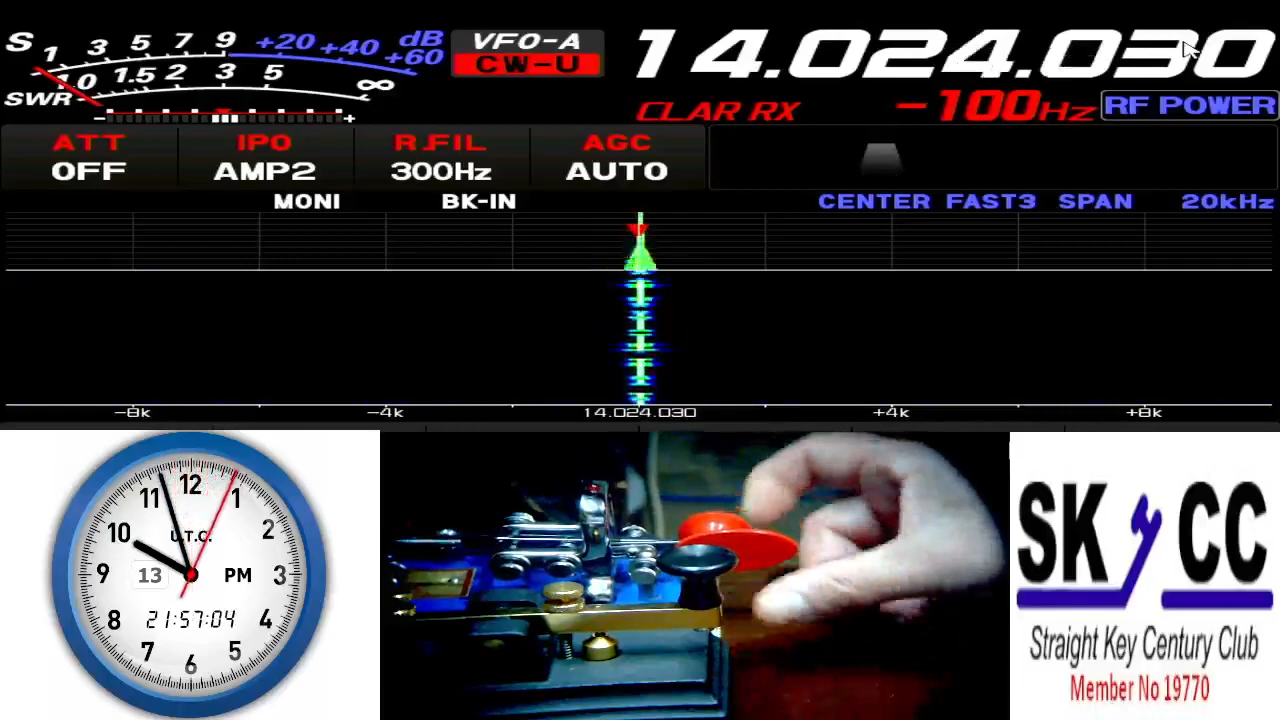 S 1 3 5 7 9 +20 +40 +60 dB
SWR 1.0 1.5 2 3 5 ∞
- +
VFO-A
CW-U
14.024.030
CLAR RX -100Hz RF POWER
ATT IPO R.FIL AGC
OFF AMP2 300Hz AUTO
MONI BK-IN CENTER FAST3 SPAN 20kHz
-8k -4k 14.024.030 +4k +8k
12
11 1
10 2
U.T.C.
9 13 PM 3
8 21:57:04 4
7 5
6
SK CC
Straight Key Century Club
Member No 19770